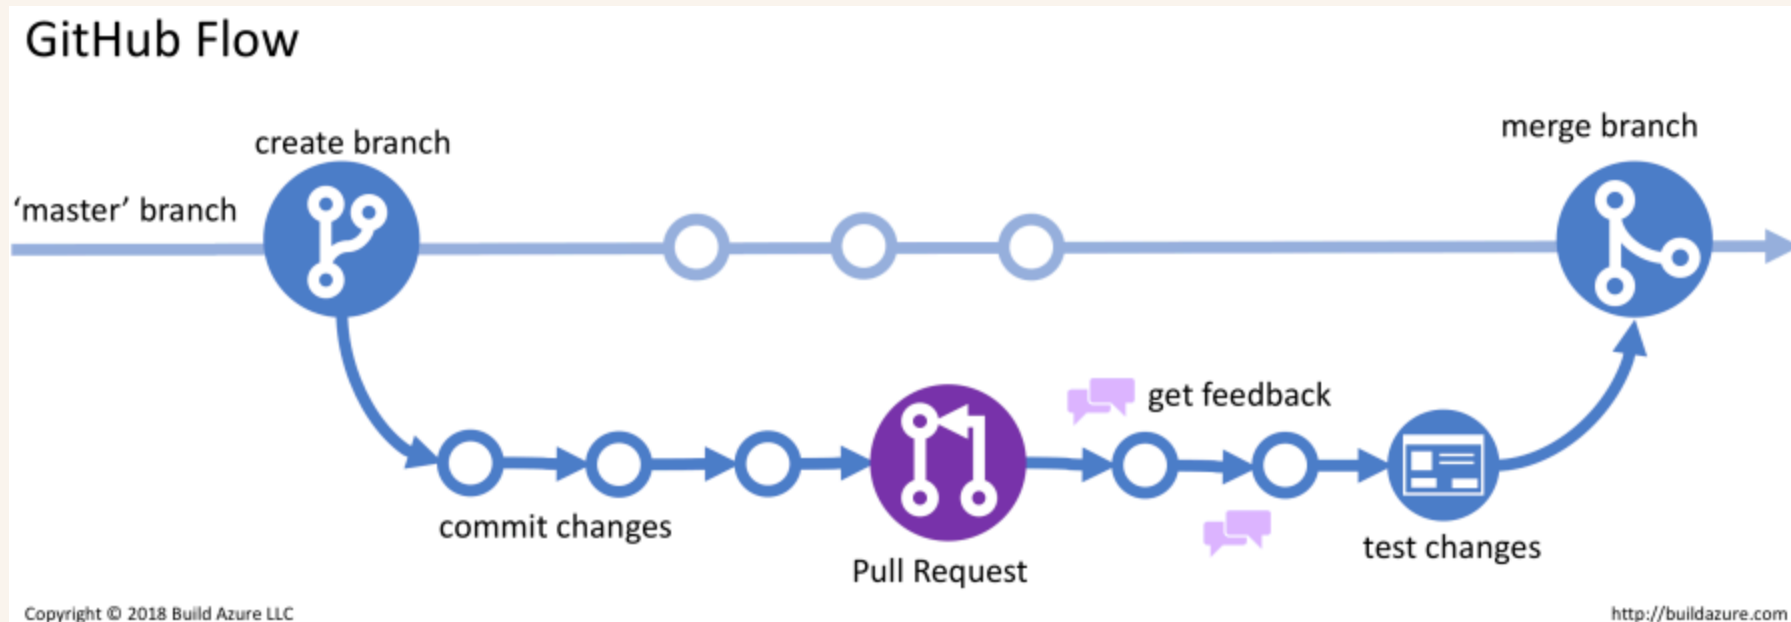 GitHub Flow
create branch
merge branch
‘master’ branch
get feedback
commit changes
Pull Request
test changes
Copyright © 2018 Build Azure LLC
http://buildazure.com